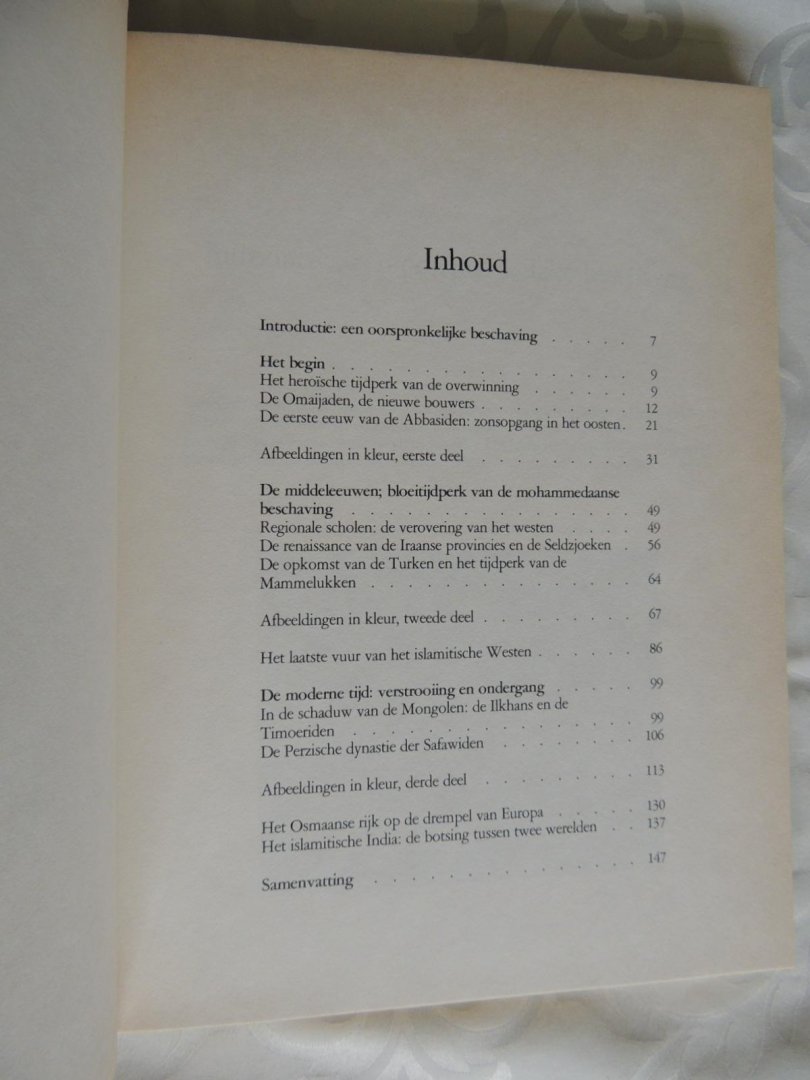 Inhoud
Introductie: een oorspronkelijke beschaving . . . . . 7
Het begin . . . . . . . . . . . . . . . . 9
Het heroïsche tijdperk van de overwinning . . . . . . 9
De Omaijaden, de nieuwe bouwers . . . . . . . . . 12
De eerste eeuw van de Abbasiden: zonsopgang in het oosten. 21
Afbeeldingen in kleur, eerste deel . . . . . . . . . 31
De middeleeuwen; bloeitijdperk van de mohammedaanse
beschaving . . . . . . . . . . . . . . . 49
Regionale scholen: de verovering van het westen . . . . 49
De renaissance van de Iraanse provincies en de Seldzjoeken . 56
De opkomst van de Turken en het tijdperk van de
Mammelukken . . . . . . . . . . . . . . 64
Afbeeldingen in kleur, tweede deel . . . . . . . . . 67
Het laatste vuur van het islamitische Westen . . . . . . 86
De moderne tijd: verstrooiing en ondergang . . . . . 99
In de schaduw van de Mongolen: de Ilkhans en de
Timoeriden . . . . . . . . . . . . . . . 99
De Perzische dynastie der Safawiden . . . . . . . . 106
Afbeeldingen in kleur, derde deel . . . . . . . . . 113
Het Osmaanse rijk op de drempel van Europa . . . . . 130
Het islamitische India: de botsing tussen twee werelden . . 137
Samenvatting . . . . . . . . . . . . . . 147